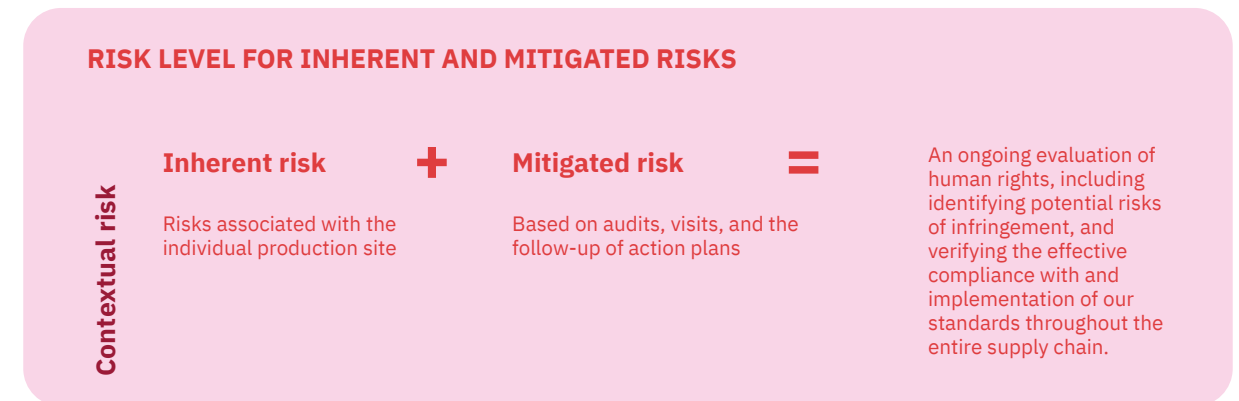 RISK LEVEL FOR INHERENT AND MITIGATED RISKS
Contextual risk
Inherent risk
Risks associated with the
individual production site
+
Mitigated risk
Based on audits, visits, and the
follow-up of action plans
=
An ongoing evaluation of
human rights, including
identifying potential risks
of infringement, and
verifying the effective
compliance with and
implementation of our
standards throughout the
entire supply chain.